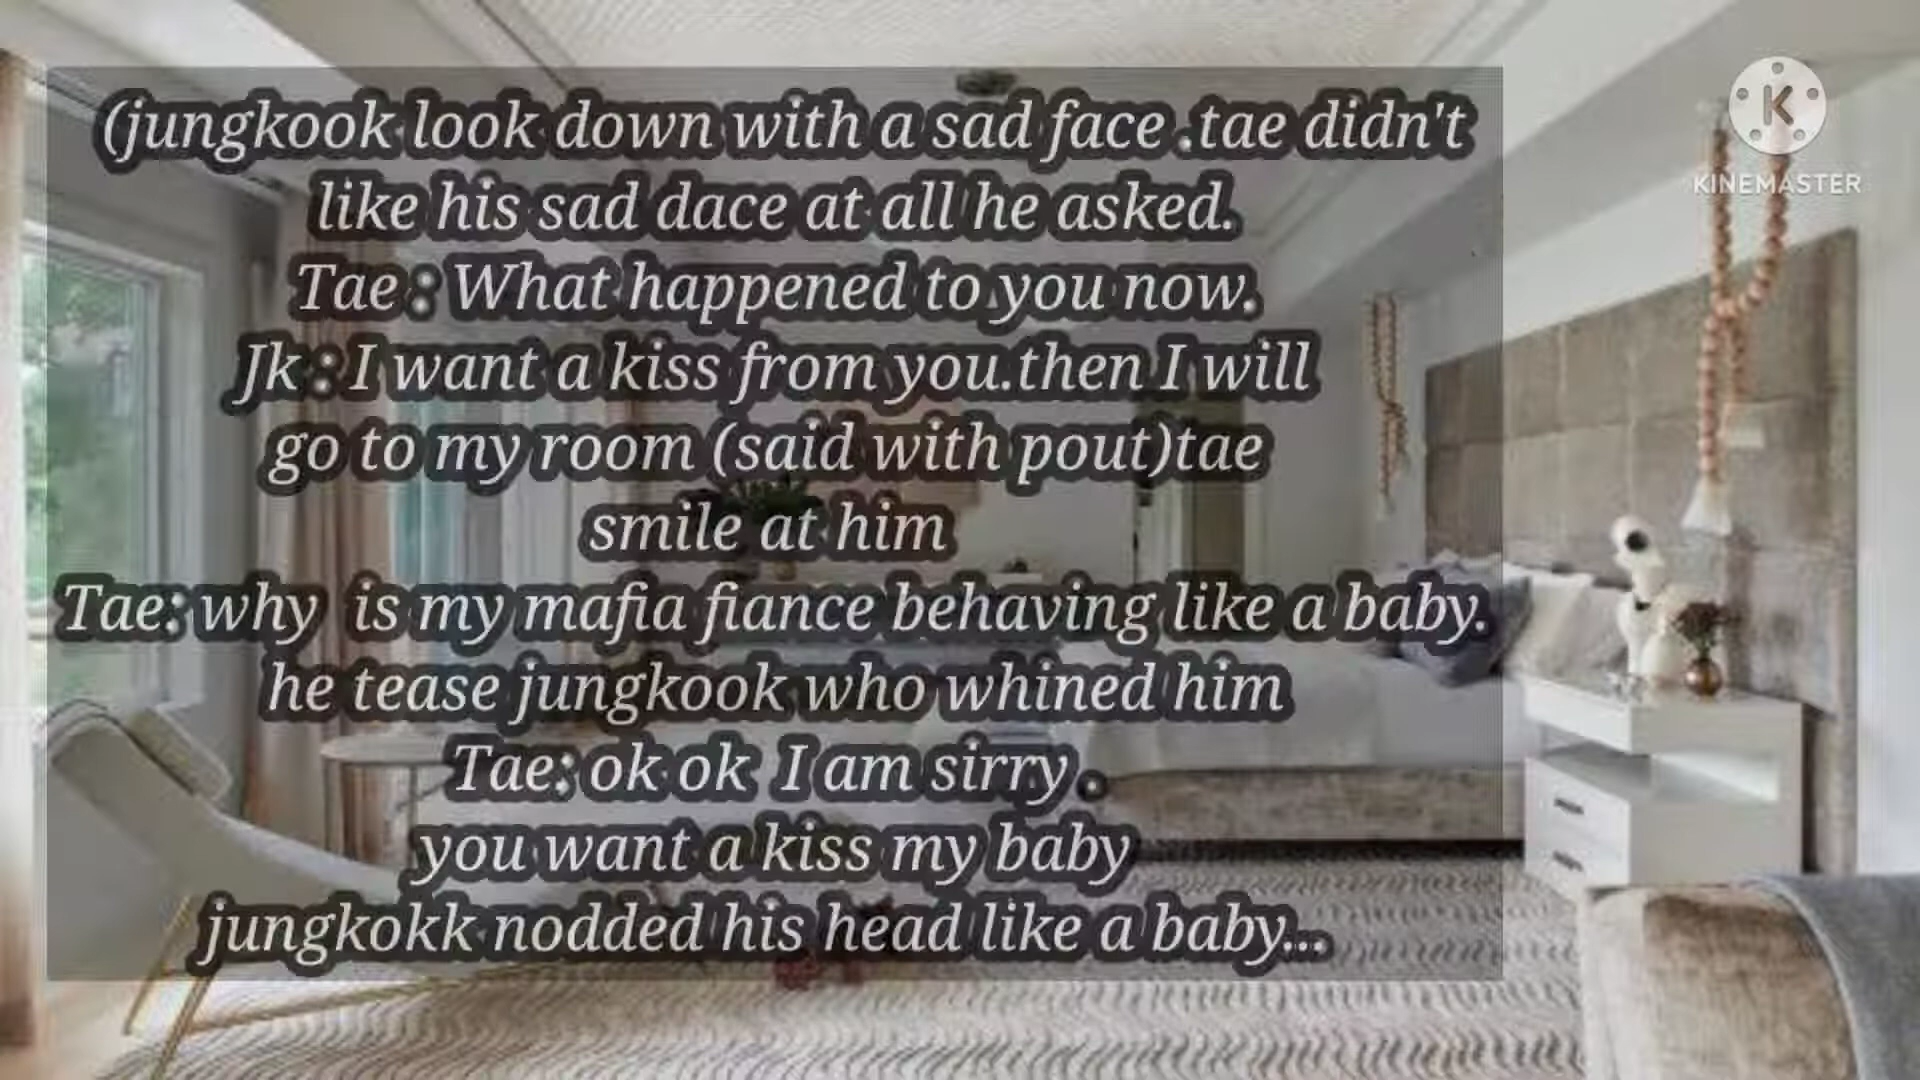 (jungkook look down with a sad face .tae didn't
like his sad dace at all he asked.
Tae : What happened to you now.
Jk : I want a kiss from you.then I will
go to my room (said with pout)tae
smile at him
Tae: why  is my mafia fiance behaving like a baby.
he tease jungkook who whined him
Tae: ok ok  I am sirry .
you want a kiss my baby
jungkokk nodded his head like a baby...
K
KINEMASTER